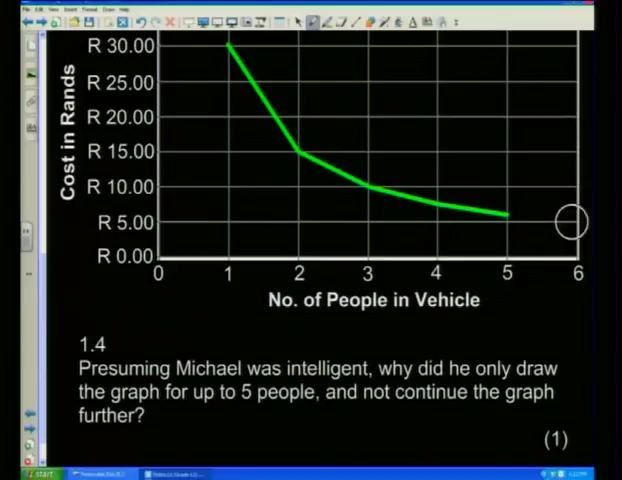 R 30.00
R 25.00
R 20.00
R 15.00
R 10.00
R 5.00
R 0.00
Cost in Rands
0 1 2 3 4 5 6
No. of People in Vehicle
1.4
Presuming Michael was intelligent, why did he only draw
the graph for up to 5 people, and not continue the graph
further?
(1)